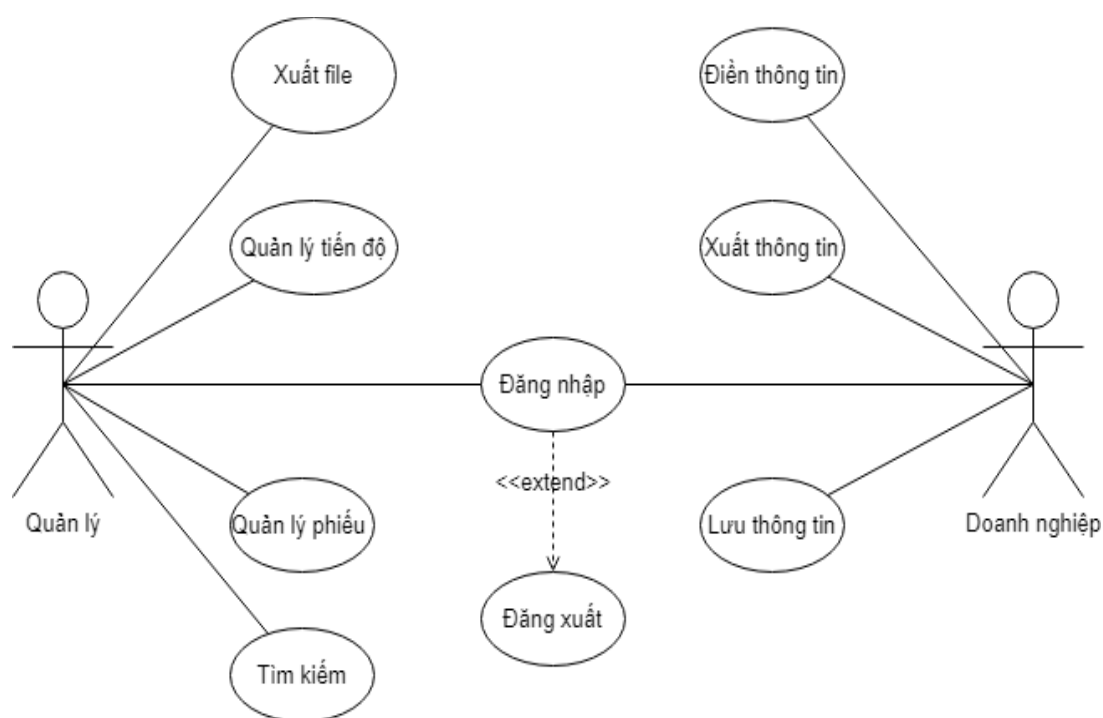 Xuất file
Điền thông tin
Quản lý tiến độ
Xuất thông tin
Đăng nhập
<<extend>>
Quản lý
Quản lý phiếu
Lưu thông tin
Doanh nghiệp
Đăng xuất
Tìm kiếm